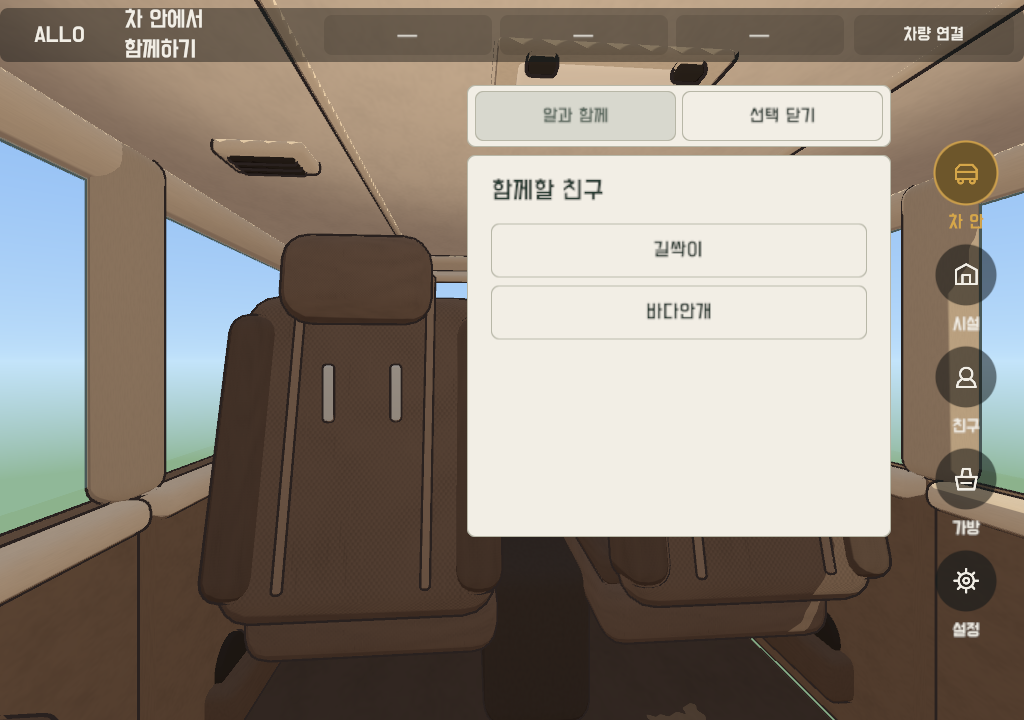 ALLO
차 안에서
함께하기
—
—
—
차량 연결
알과 함께
선택 닫기
함께할 친구
길싹이
바다안개
차 안
시설
친구
가방
설정